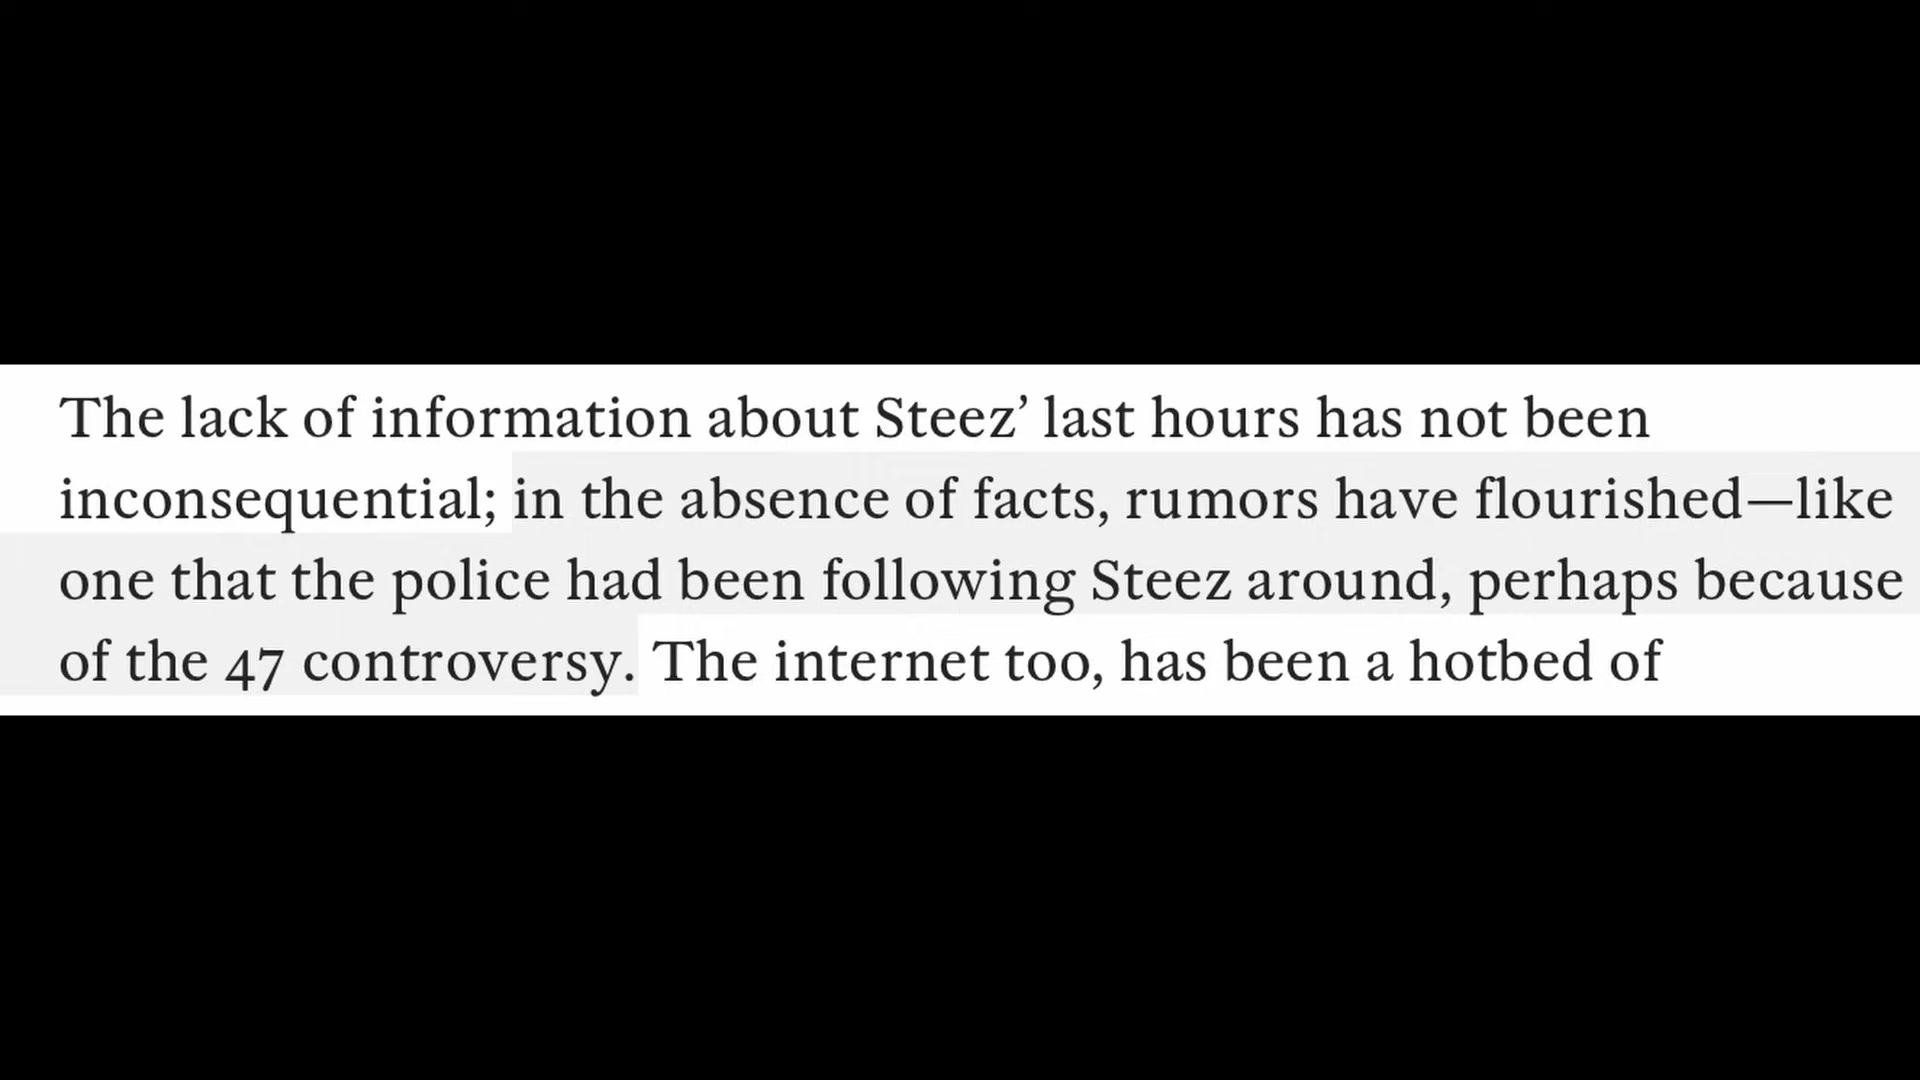 The lack of information about Steez’ last hours has not been
inconsequential; in the absence of facts, rumors have flourished—like
one that the police had been following Steez around, perhaps because
of the 47 controversy. The internet too, has been a hotbed of